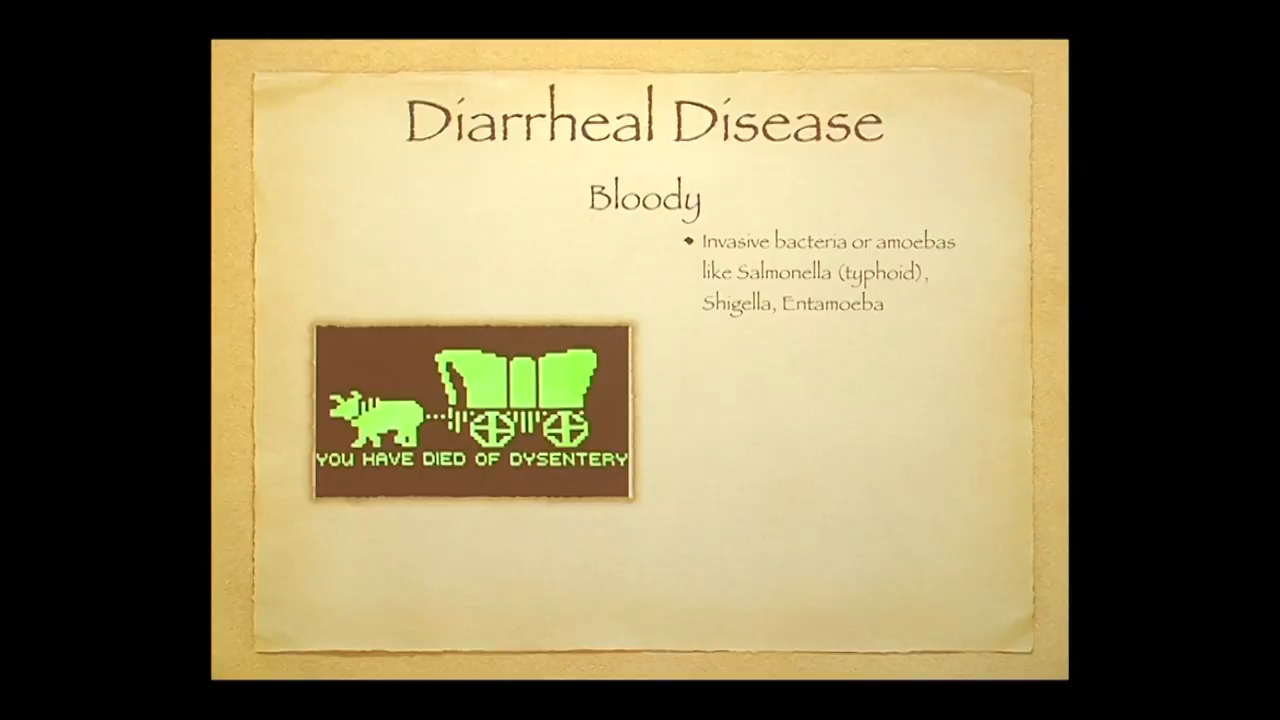 Diarrheal Disease
Bloody
Invasive bacteria or amoebas
like Salmonella (typhoid),
Shigella, Entamoeba
YOU HAVE DIED OF DYSENTERY